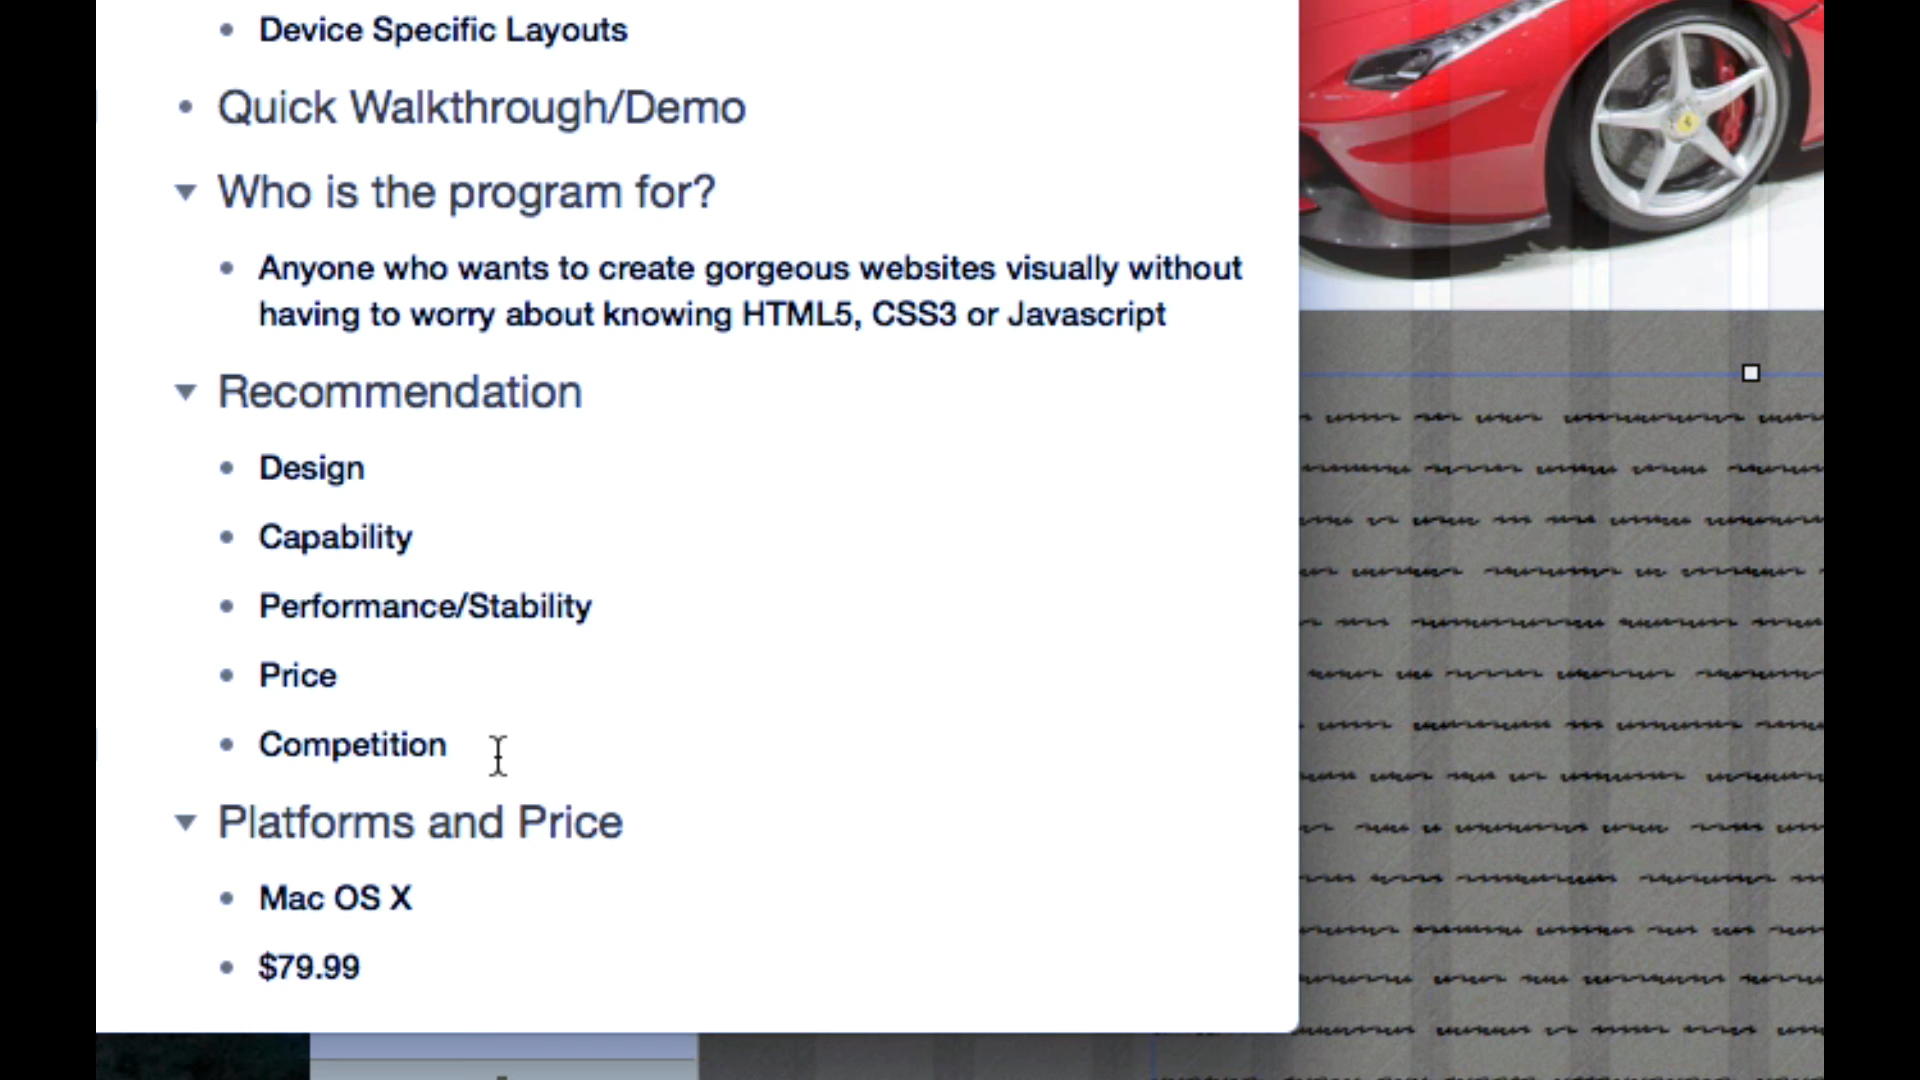 Device Specific Layouts
Quick Walkthrough/Demo
Who is the program for?
Anyone who wants to create gorgeous websites visually without
having to worry about knowing HTML5, CSS3 or Javascript
Recommendation
Design
Capability
Performance/Stability
Price
Competition
Platforms and Price
Mac OS X
$79.99